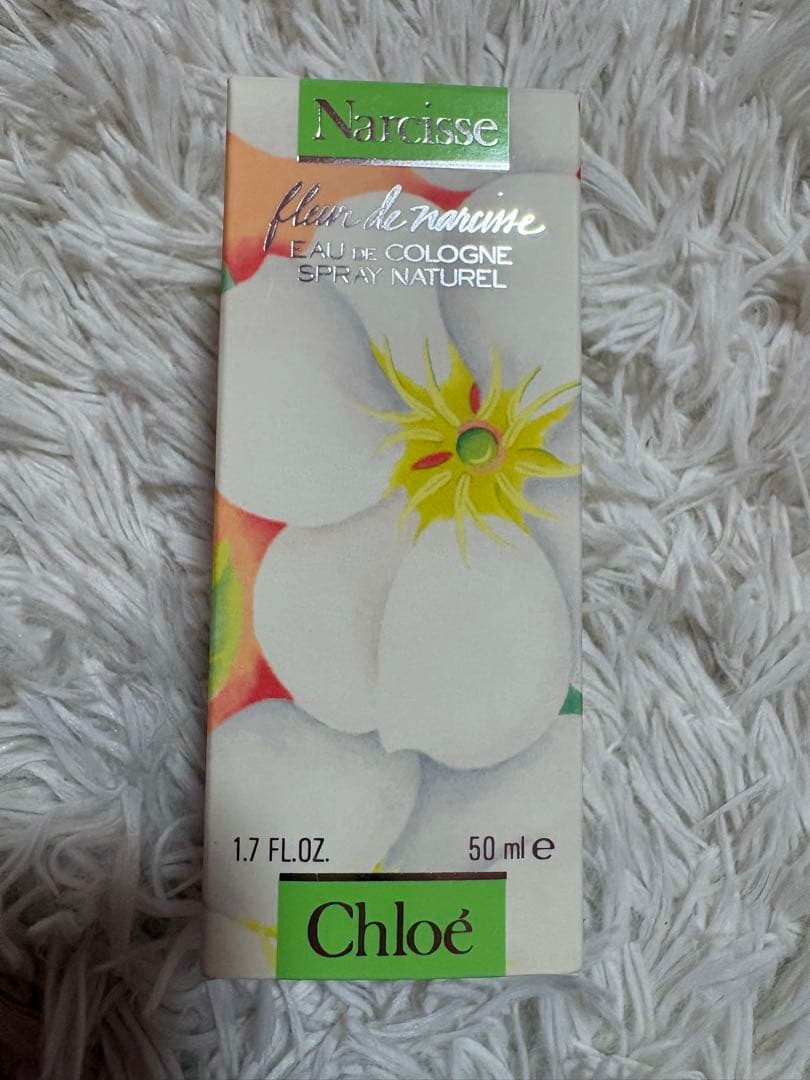 Narcisse
fleur de narcisse
EAU DE COLOGNE
SPRAY NATUREL
1.7 FL.OZ. 50 ml e
Chloé